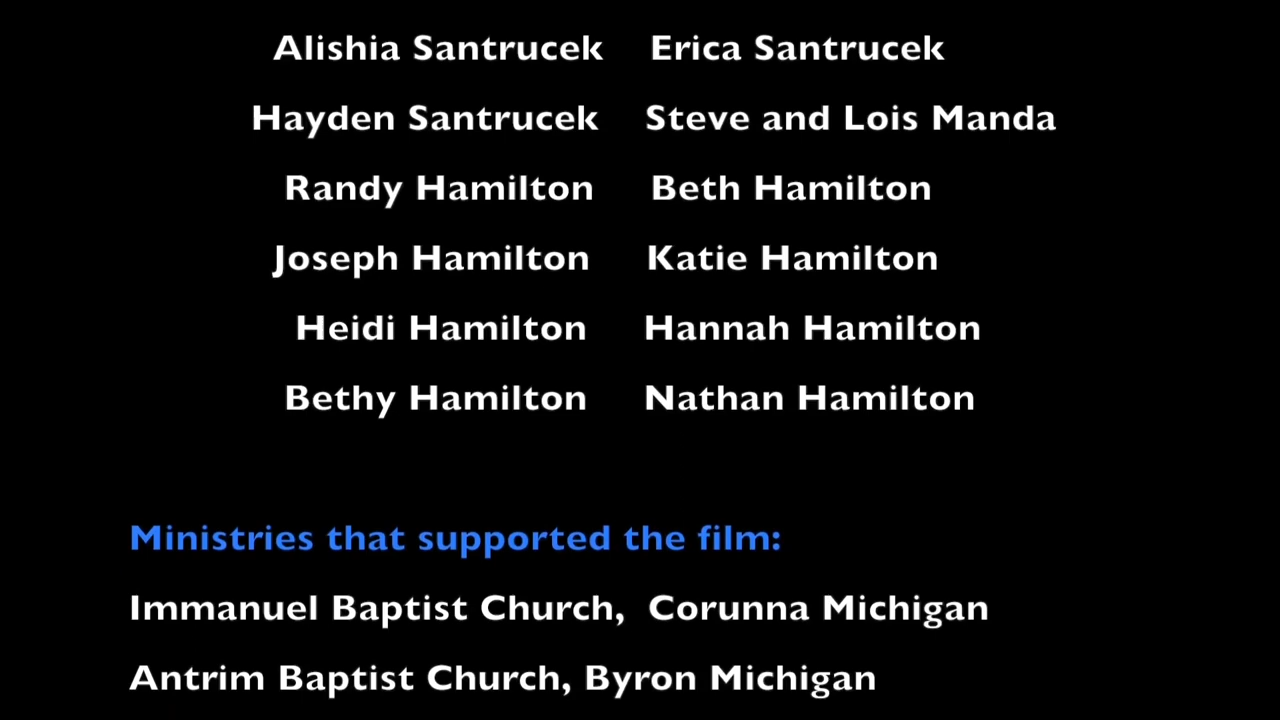 Alishia Santrucek Erica Santrucek
Hayden Santrucek Steve and Lois Manda
Randy Hamilton Beth Hamilton
Joseph Hamilton Katie Hamilton
Heidi Hamilton Hannah Hamilton
Bethy Hamilton Nathan Hamilton
Ministries that supported the film:
Immanuel Baptist Church, Corunna Michigan
Antrim Baptist Church, Byron Michigan